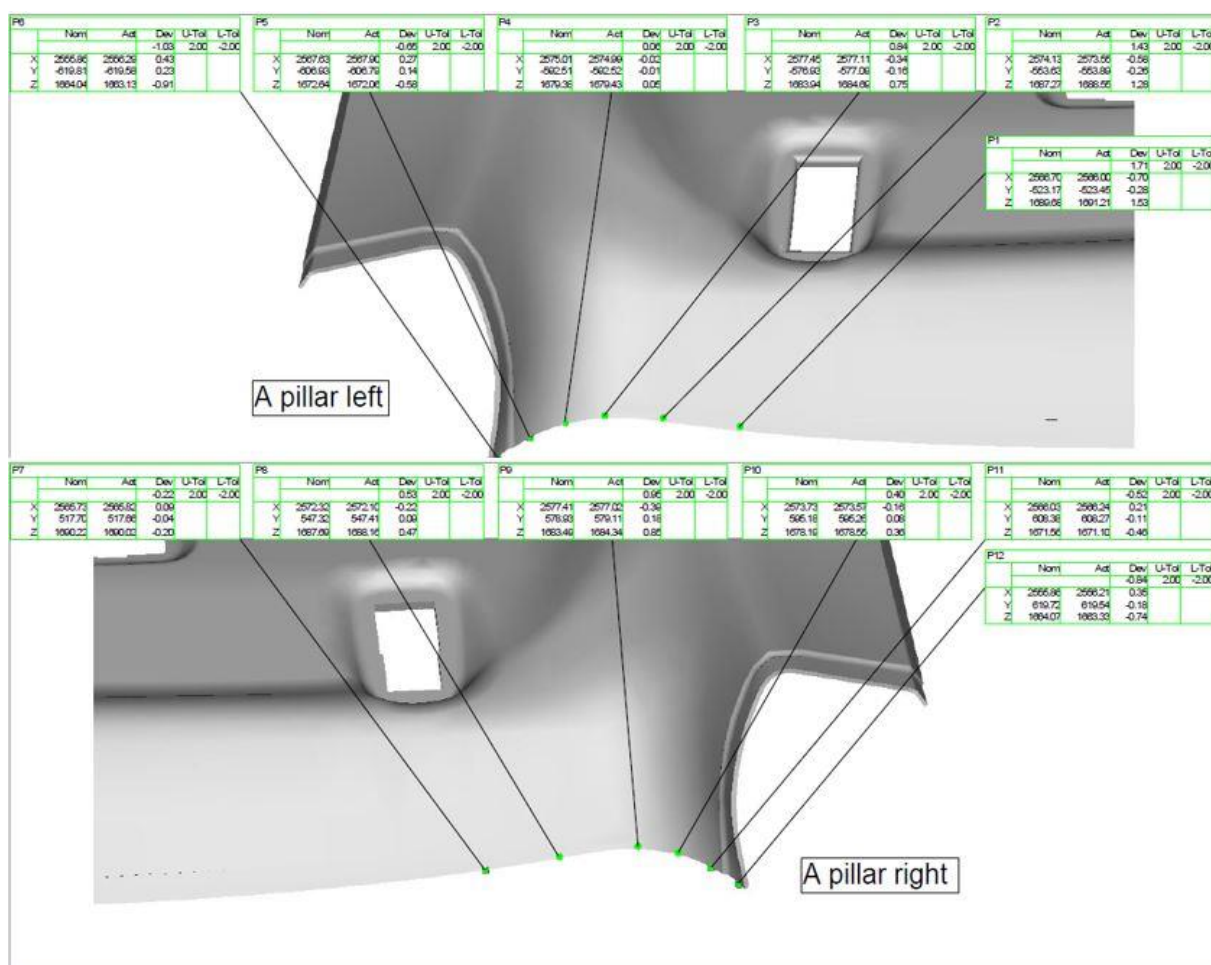 P6
Nom Act Dev U-Tol L-Tol
-1.03 2.00 -2.00
X 2555.86 2556.29 0.43
Y -619.81 -619.58 0.23
Z 1664.04 1663.13 -0.91
P5
Nom Act Dev U-Tol L-Tol
-0.65 2.00 -2.00
X 2567.63 2567.90 0.27
Y -606.93 -606.79 0.14
Z 1672.64 1672.06 -0.58
P4
Nom Act Dev U-Tol L-Tol
0.06 2.00 -2.00
X 2575.01 2574.99 -0.02
Y -592.51 -592.52 -0.01
Z 1679.38 1679.43 0.05
P3
Nom Act Dev U-Tol L-Tol
0.84 2.00 -2.00
X 2577.45 2577.11 -0.34
Y -576.93 -577.09 -0.16
Z 1683.94 1684.69 0.75
P2
Nom Act Dev U-Tol L-Tol
1.43 2.00 -2.00
X 2574.13 2573.55 -0.58
Y -553.63 -553.89 -0.26
Z 1687.27 1688.55 1.28
P1
Nom Act Dev U-Tol L-Tol
1.71 2.00 -2.00
X 2566.70 2566.00 -0.70
Y -523.17 -523.45 -0.28
Z 1689.68 1691.21 1.53
A pillar left
P7
Nom Act Dev U-Tol L-Tol
-0.22 2.00 -2.00
X 2565.73 2565.82 0.09
Y 517.70 517.66 -0.04
Z 1690.22 1690.02 -0.20
P8
Nom Act Dev U-Tol L-Tol
0.53 2.00 -2.00
X 2572.32 2572.10 -0.22
Y 547.32 547.41 0.09
Z 1687.69 1688.16 0.47
P9
Nom Act Dev U-Tol L-Tol
0.95 2.00 -2.00
X 2577.41 2577.02 -0.39
Y 578.93 579.11 0.18
Z 1683.49 1684.34 0.85
P10
Nom Act Dev U-Tol L-Tol
0.40 2.00 -2.00
X 2573.73 2573.57 -0.16
Y 595.18 595.26 0.08
Z 1678.19 1678.55 0.36
P11
Nom Act Dev U-Tol L-Tol
-0.52 2.00 -2.00
X 2566.03 2566.24 0.21
Y 608.38 608.27 -0.11
Z 1671.56 1671.10 -0.46
P12
Nom Act Dev U-Tol L-Tol
-0.84 2.00 -2.00
X 2555.86 2556.21 0.35
Y 619.72 619.54 -0.18
Z 1664.07 1663.33 -0.74
A pillar right